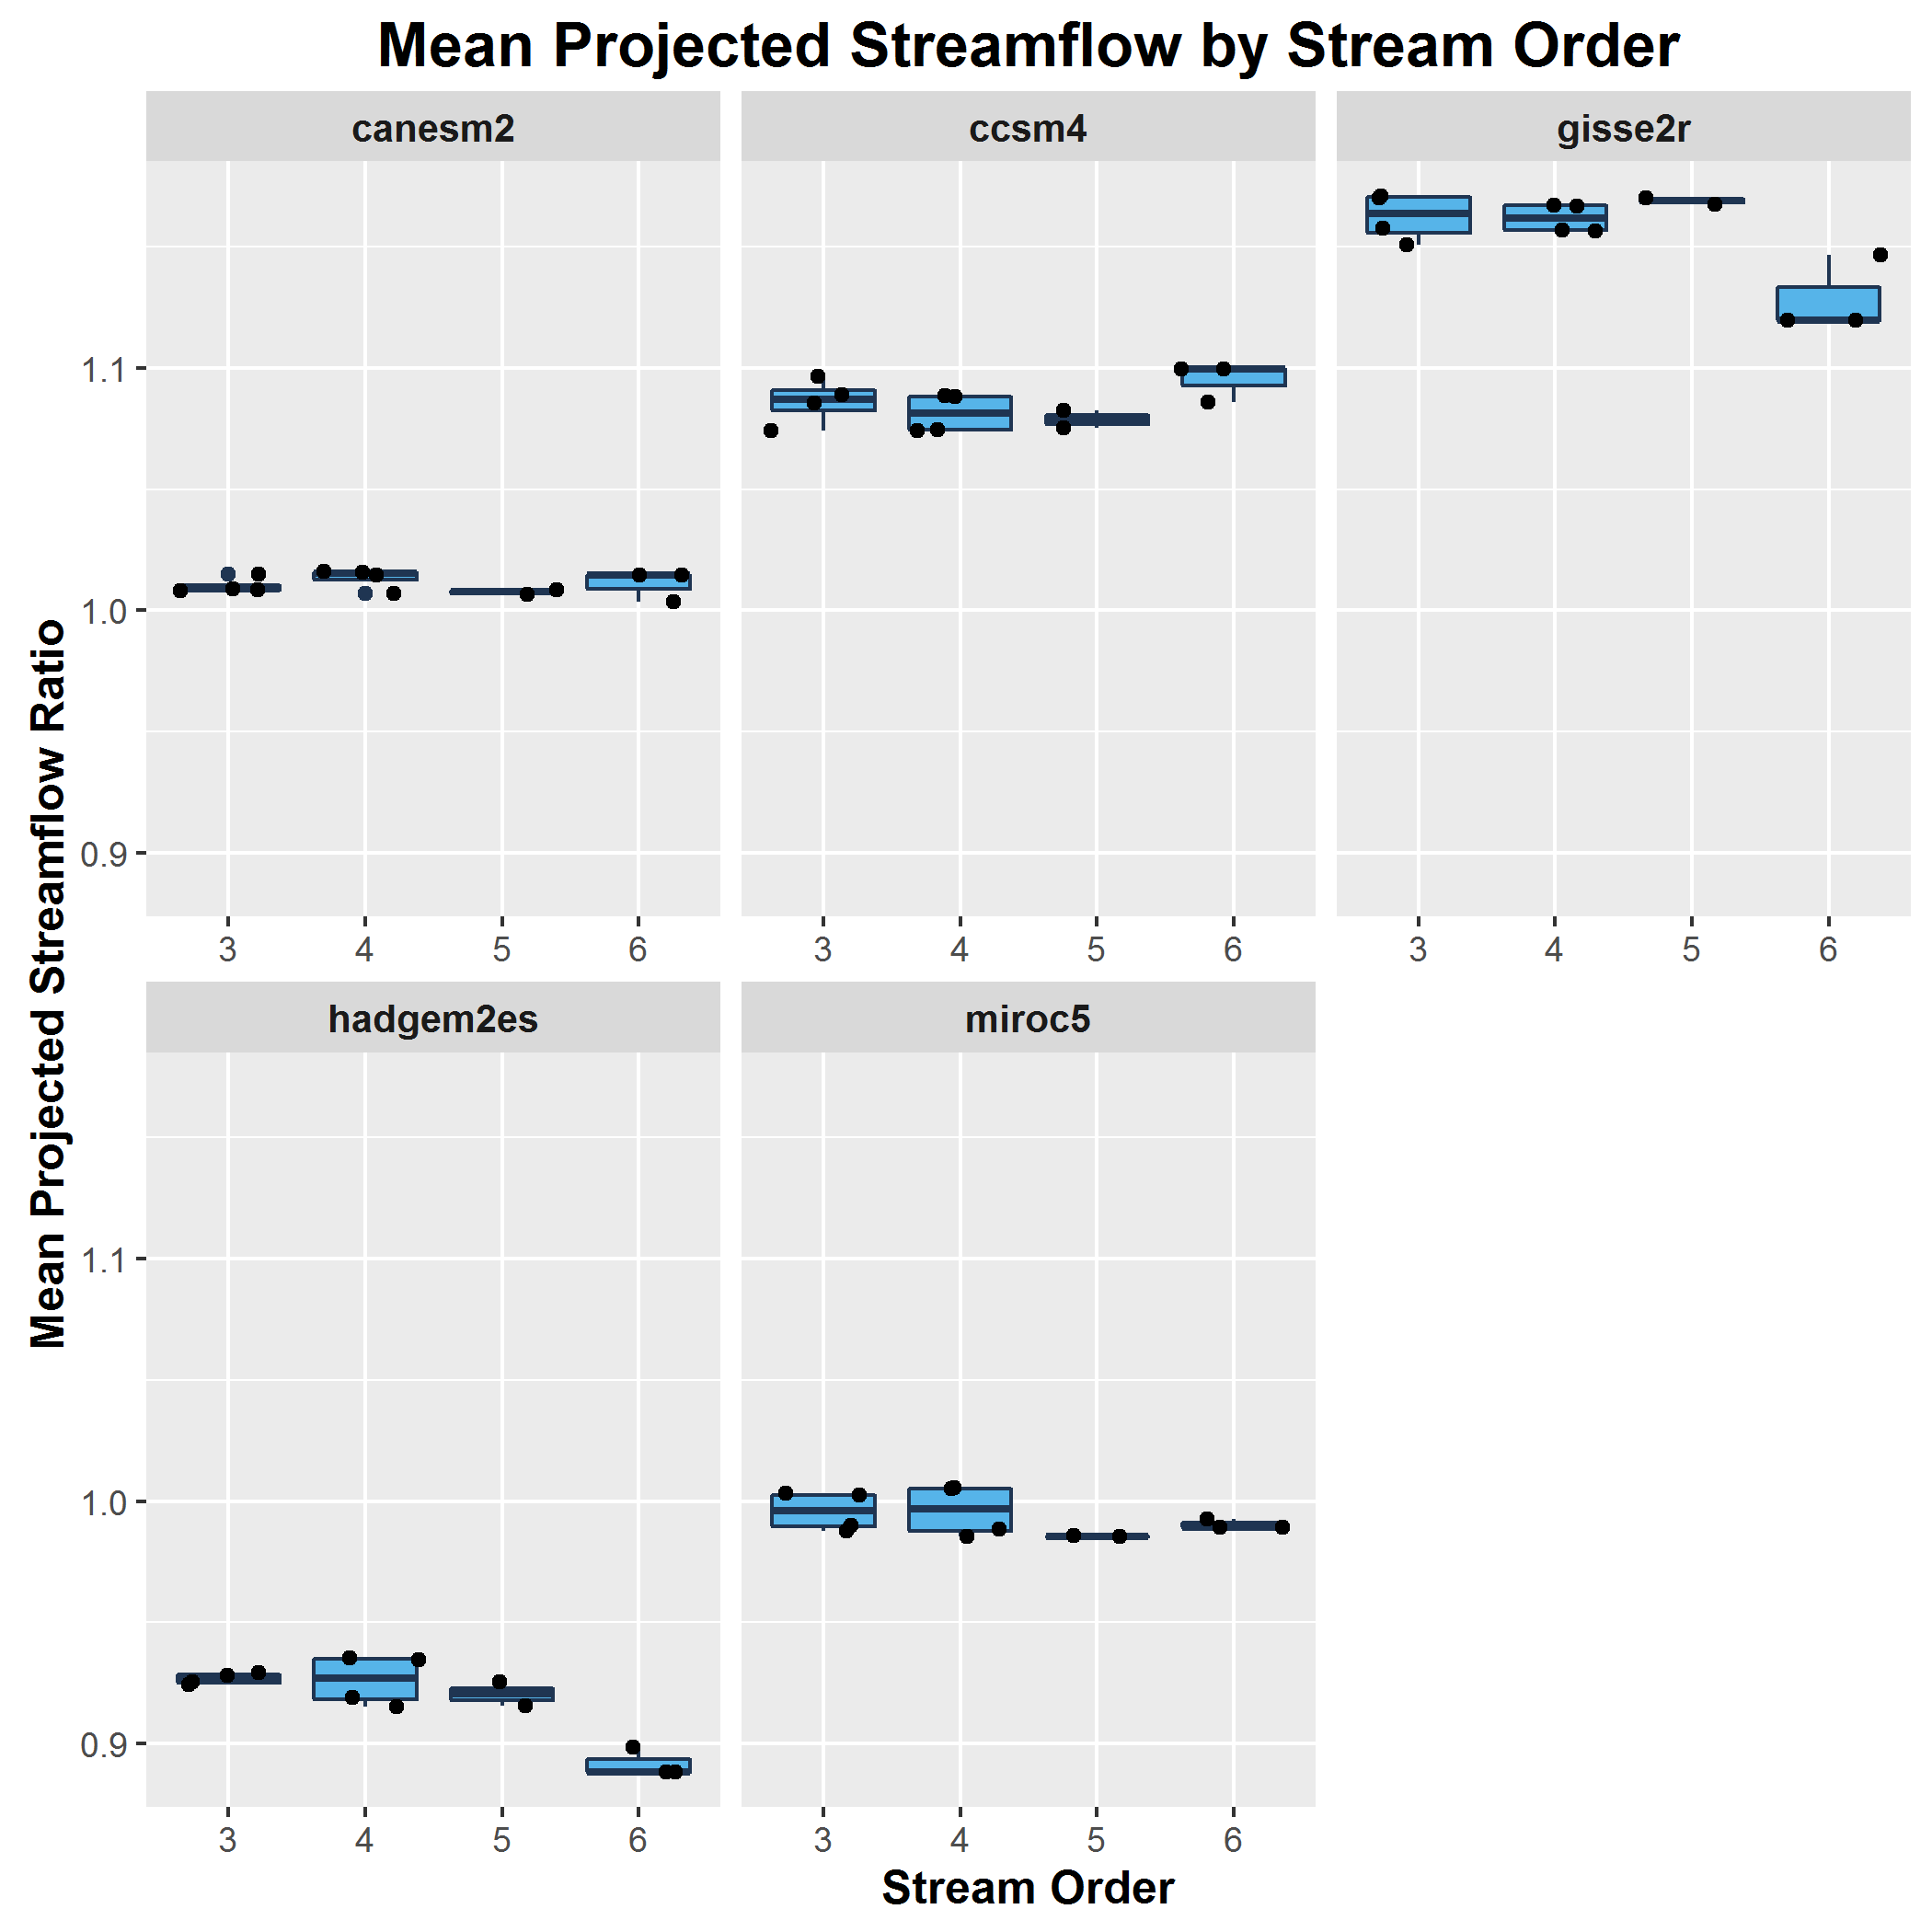 Mean Projected Streamflow by Stream Order
canesm2
ccsm4
gisse2r
1.1
1.0
0.9
3 4 5 6
3 4 5 6
3 4 5 6
Mean Projected Streamflow Ratio
hadgem2es
miroc5
1.1
1.0
0.9
3 4 5 6
3 4 5 6
Stream Order